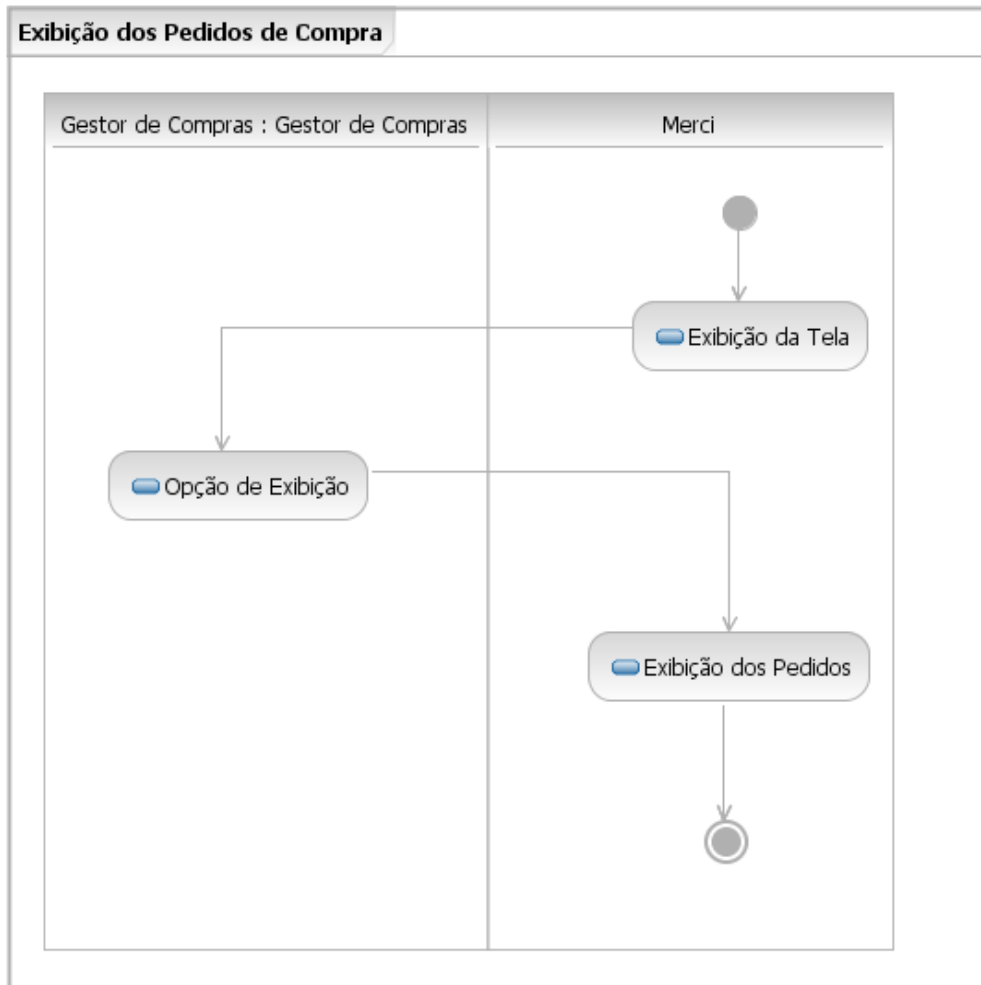 Exibição dos Pedidos de Compra
Gestor de Compras : Gestor de Compras
Merci
Exibição da Tela
Opção de Exibição
Exibição dos Pedidos